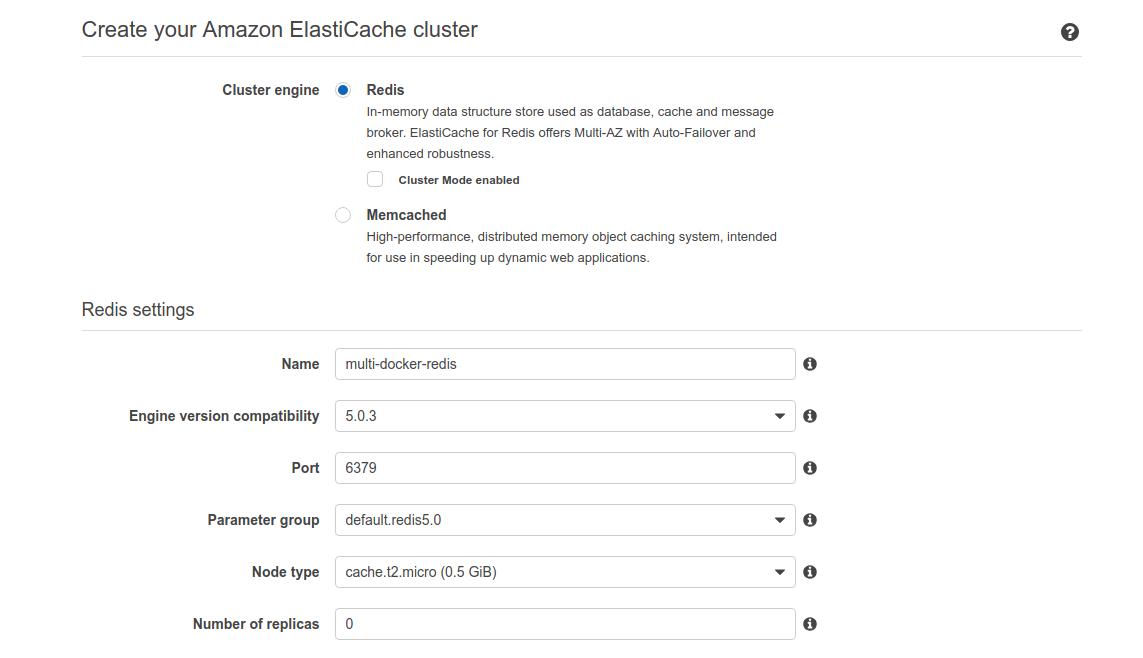 Create your Amazon ElastiCache cluster
Cluster engine
Redis
In-memory data structure store used as database, cache and message
broker. ElastiCache for Redis offers Multi-AZ with Auto-Failover and
enhanced robustness.
Cluster Mode enabled
Memcached
High-performance, distributed memory object caching system, intended
for use in speeding up dynamic web applications.
Redis settings
Name multi-docker-redis
Engine version compatibility 5.0.3
Port 6379
Parameter group default.redis5.0
Node type cache.t2.micro (0.5 GiB)
Number of replicas 0